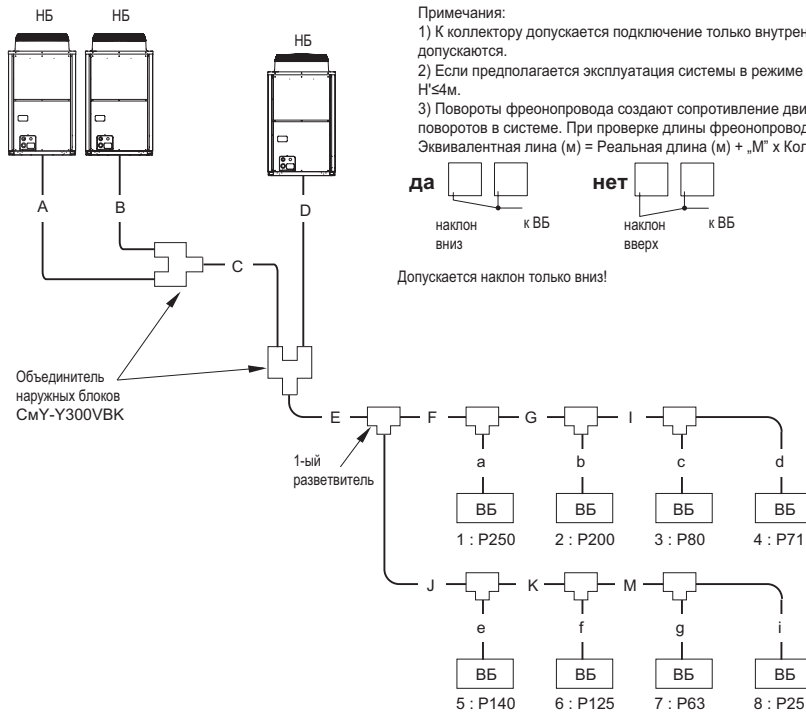 НБ
НБ
НБ
Примечания:
1) К коллектору допускается подключение только внутрен
допускаются.
2) Если предполагается эксплуатация системы в режиме
H'≤4м.
3) Повороты фреонопровода создают сопротивление дви
поворотов в системе. При проверке длины фреонопровод
Эквивалентная лина (м) = Реальная длина (м) + „М" x Кол
да
нет
наклон
вниз
к ВБ
наклон
вверх
к ВБ
Допускается наклон только вниз!
A
B
D
C
Объединитель
наружных блоков
СмY-Y300VBK
1-ый
разветвитель
E
F
G
I
a
b
c
d
ВБ
ВБ
ВБ
ВБ
1 : P250
2 : P200
3 : P80
4 : P71
J
K
M
e
f
g
i
ВБ
ВБ
ВБ
ВБ
5 : P140
6 : P125
7 : P63
8 : P25